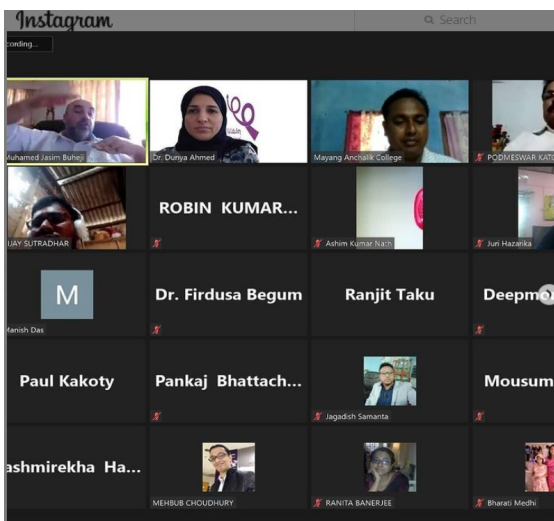 Instagram
Search
cording...
Muhamed Jasim Buheji
Dr. Dunya Ahmed
Mayang Anchalik College
PODMESWAR KATO
IJAY SUTRADHAR
ROBIN KUMAR...
Ashim Kumar Nath
Juri Hazarika
M
Manish Das
Dr. Firdusa Begum
Ranjit Taku
Deepmo
Paul Kakoty
Pankaj Bhattach...
Jagadish Samanta
Mousum
ashmirekha Ha...
MEHBUB CHOUDHURY
RANITA BANERJEE
Bharati Medhi